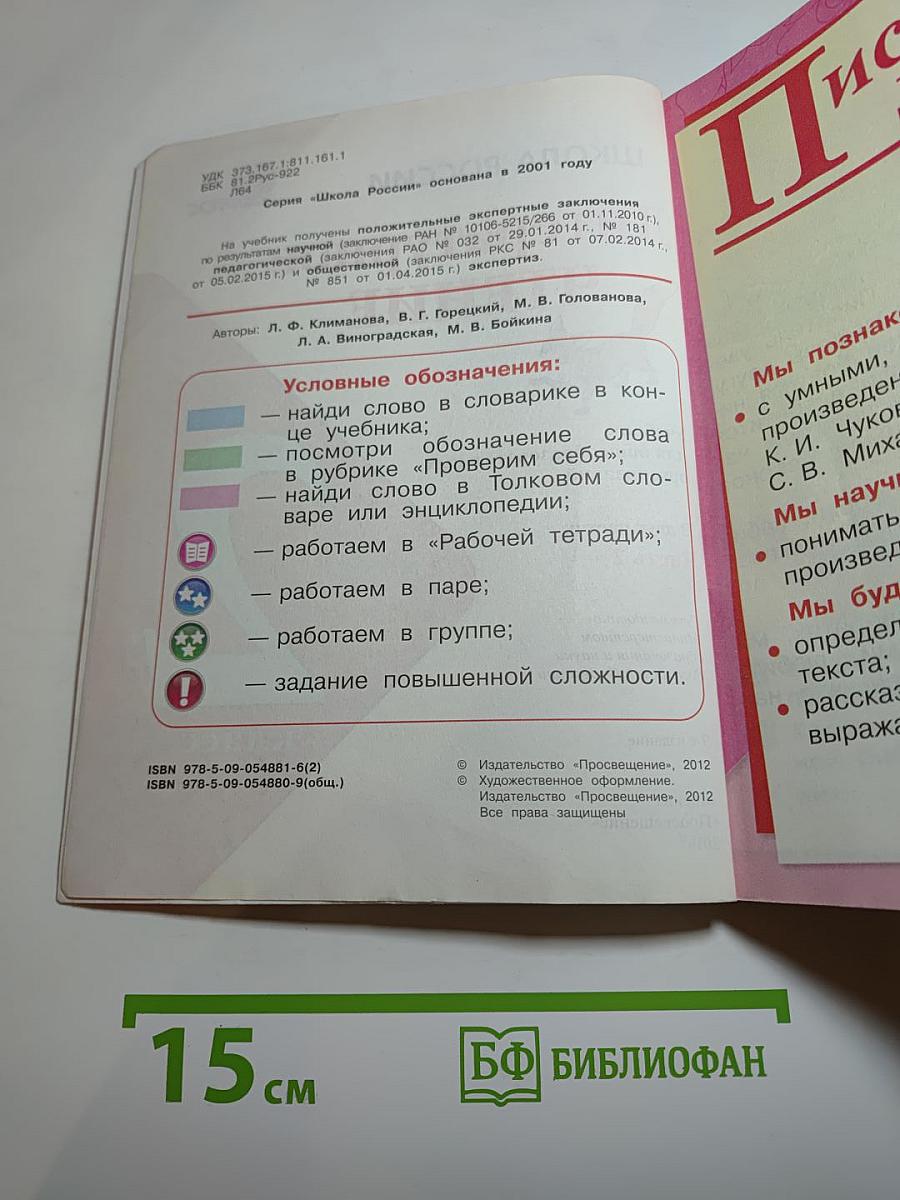 УДК 373.167.1:811.161.1
ББК 81.2Рус-922
Л64
Серия «Школа России» основана в 2001 году
На учебник получены положительные экспертные заключения
по результатам научной (заключение РАН № 10106-5215/266 от 01.11.2010 г.),
педагогической (заключения РАО № 032 от 29.01.2014 г., № 181
от 05.02.2015 г.) и общественной (заключения РКС № 81 от 07.02.2014 г.,
№ 851 от 01.04.2015 г.) экспертиз.
Авторы: Л. Ф. Климанова, В. Г. Горецкий, М. В. Голованова,
Л. А. Виноградская, М. В. Бойкина
Условные обозначения:
— найди слово в словарике в кон-
це учебника;
— посмотри обозначение слова
в рубрике «Проверим себя»;
— найди слово в Толковом сло-
варе или энциклопедии;
— работаем в «Рабочей тетради»;
— работаем в паре;
— работаем в группе;
— задание повышенной сложности.
ISBN 978-5-09-054881-6(2)
ISBN 978-5-09-054880-9(общ.)
© Издательство «Просвещение», 2012
© Художественное оформление.
Издательство «Просвещение», 2012
Все права защищены
Пис
Мы познак
• с умными,
произведен
К. И. Чуков
С. В. Миха
Мы научи
• понимать
произвед
Мы буд
• определ
текста;
• рассказ
выража
15 см
БФ БИБЛИОФАН